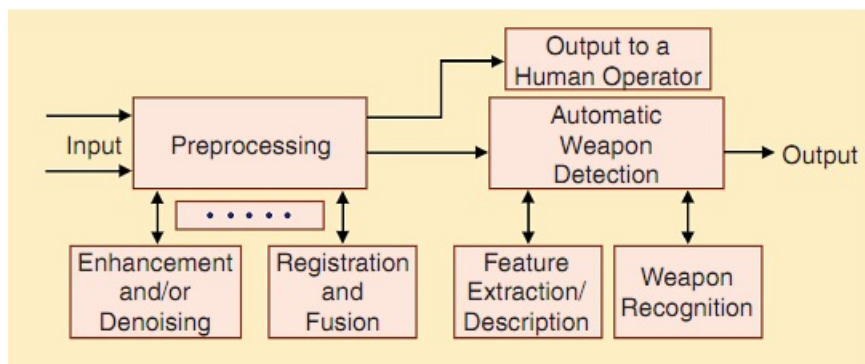 Output to a
Human Operator
Input
Preprocessing
Automatic
Weapon
Detection
Output
Enhancement
and/or
Denoising
Registration
and
Fusion
Feature
Extraction/
Description
Weapon
Recognition